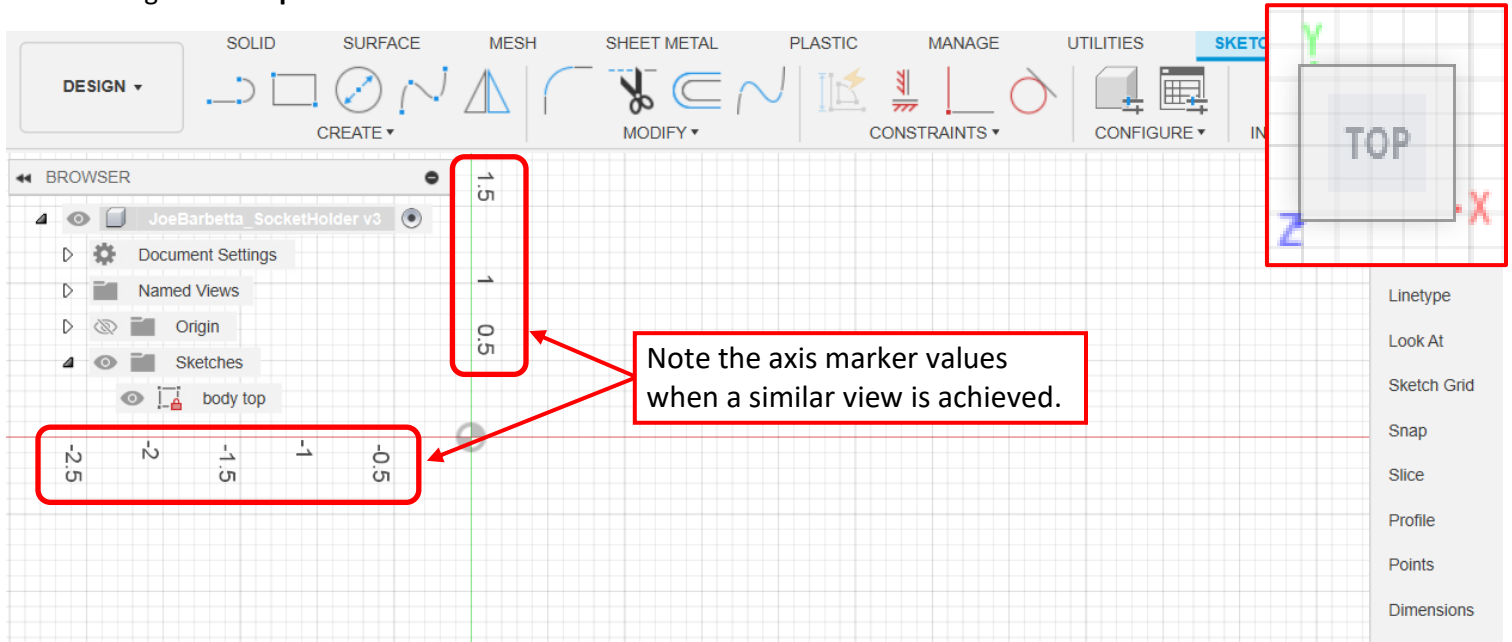 SOLID SURFACE MESH SHEET METAL PLASTIC MANAGE UTILITIES
DESIGN ▾
CREATE ▾ MODIFY ▾ CONSTRAINTS ▾ CONFIGURE ▾
Y
TOP
X
Z
BROWSER
JoeBarbetta_SocketHolder v3
Document Settings
Named Views
Origin
Sketches
body top
1.5
1
0.5
-2.5 -2 -1.5 -1 -0.5
Note the axis marker values
when a similar view is achieved.
Linetype
Look At
Sketch Grid
Snap
Slice
Profile
Points
Dimensions